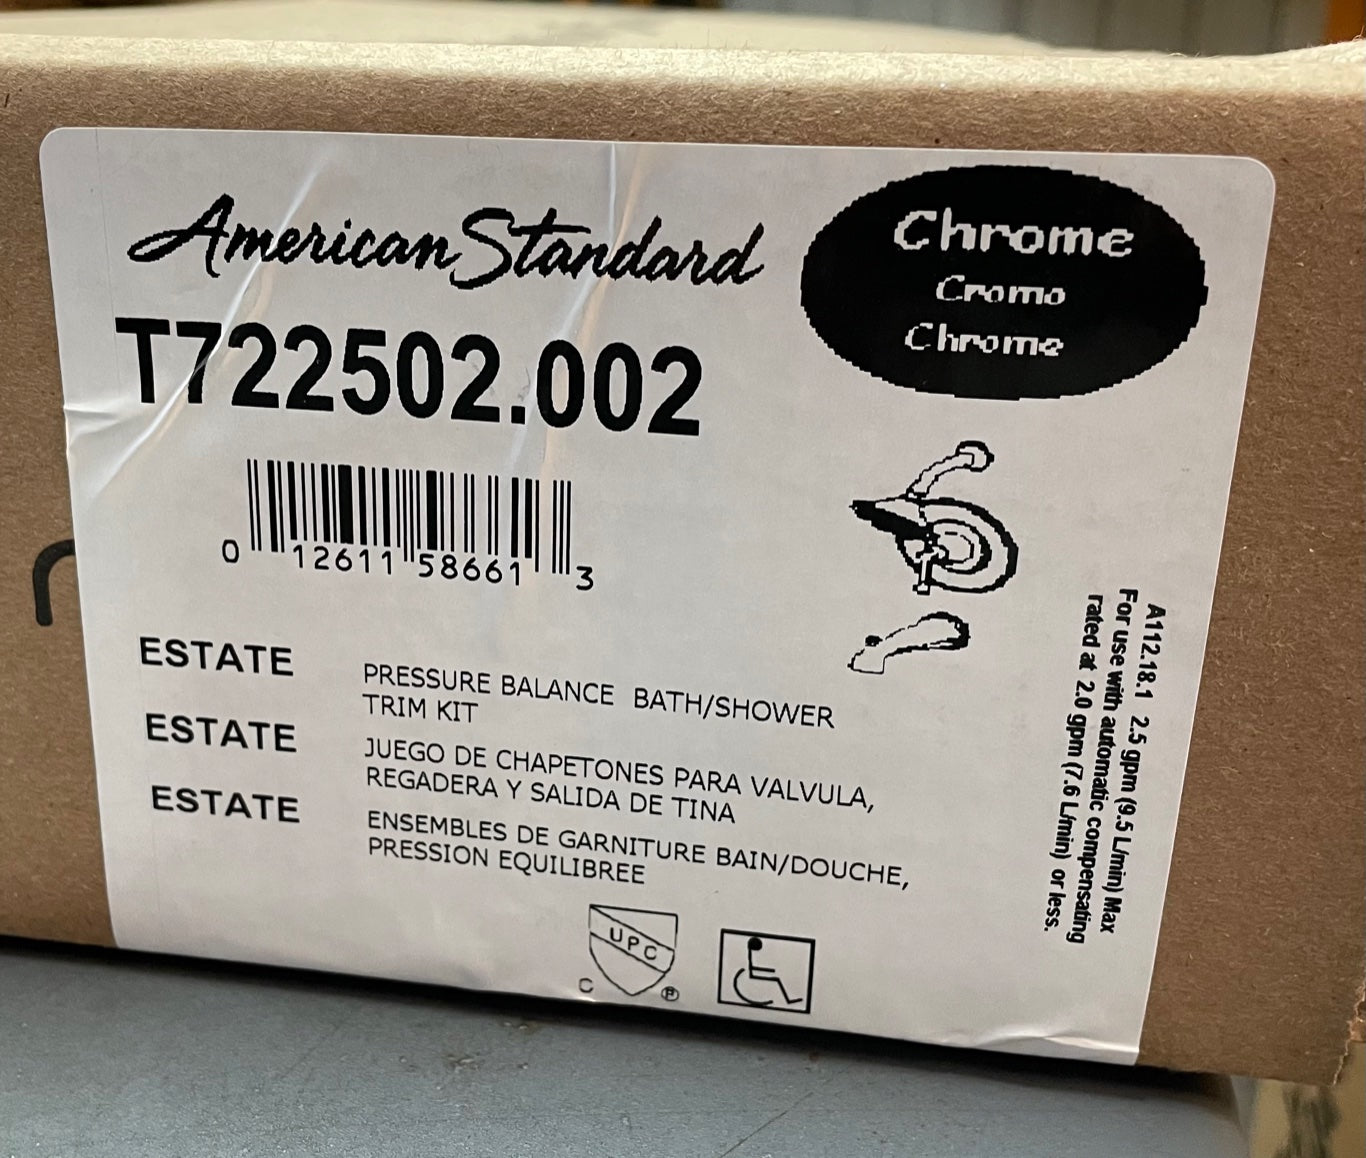 American Standard
Chrome
Cromo
Chrome
T722502.002
0 12611 58661 3
ESTATE
PRESSURE BALANCE BATH/SHOWER
TRIM KIT
ESTATE
JUEGO DE CHAPETONES PARA VALVULA,
REGADERA Y SALIDA DE TINA
ESTATE
ENSEMBLES DE GARNITURE BAIN/DOUCHE,
PRESSION EQUILIBREE
A112.18.1 2.5 gpm (9.5 L/min) Max
For use with automatic compensating
rated at 2.0 gpm (7.6 L/min) or less.
UPC
C ®